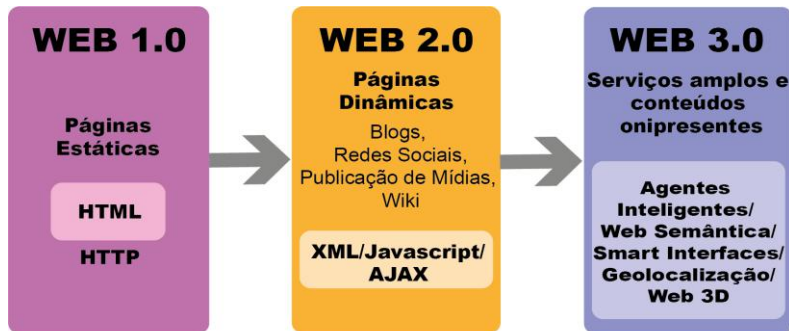 WEB 1.0
Páginas
Estáticas
HTML
HTTP
WEB 2.0
Páginas
Dinâmicas
Blogs,
Redes Sociais,
Publicação de Mídias,
Wiki
XML/Javascript/
AJAX
WEB 3.0
Serviços amplos e
conteúdos
onipresentes
Agentes
Inteligentes/
Web Semântica/
Smart Interfaces/
Geolocalização/
Web 3D